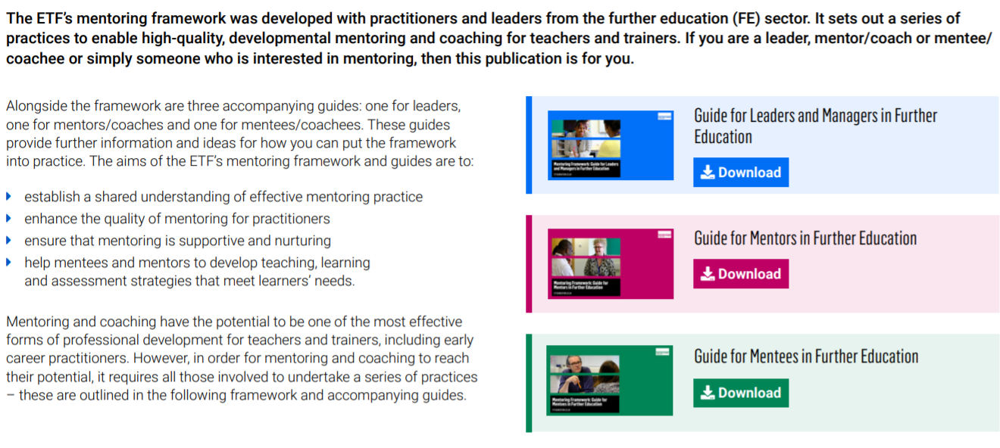 The ETF’s mentoring framework was developed with practitioners and leaders from the further education (FE) sector. It sets out a series of
practices to enable high-quality, developmental mentoring and coaching for teachers and trainers. If you are a leader, mentor/coach or mentee/
coachee or simply someone who is interested in mentoring, then this publication is for you.
Alongside the framework are three accompanying guides: one for leaders,
one for mentors/coaches and one for mentees/coachees. These guides
provide further information and ideas for how you can put the framework
into practice. The aims of the ETF’s mentoring framework and guides are to:
establish a shared understanding of effective mentoring practice
enhance the quality of mentoring for practitioners
ensure that mentoring is supportive and nurturing
help mentees and mentors to develop teaching, learning
and assessment strategies that meet learners’ needs.
Mentoring and coaching have the potential to be one of the most effective
forms of professional development for teachers and trainers, including early
career practitioners. However, in order for mentoring and coaching to reach
their potential, it requires all those involved to undertake a series of practices
– these are outlined in the following framework and accompanying guides.
Mentoring Framework: Guide for Leaders
and Managers in Further Education
Guide for Leaders and Managers in Further
Education
Download
Mentoring Framework: Guide for
Mentors in Further Education
Guide for Mentors in Further Education
Download
Mentoring Framework: Guide for
Mentees in Further Education
Guide for Mentees in Further Education
Download